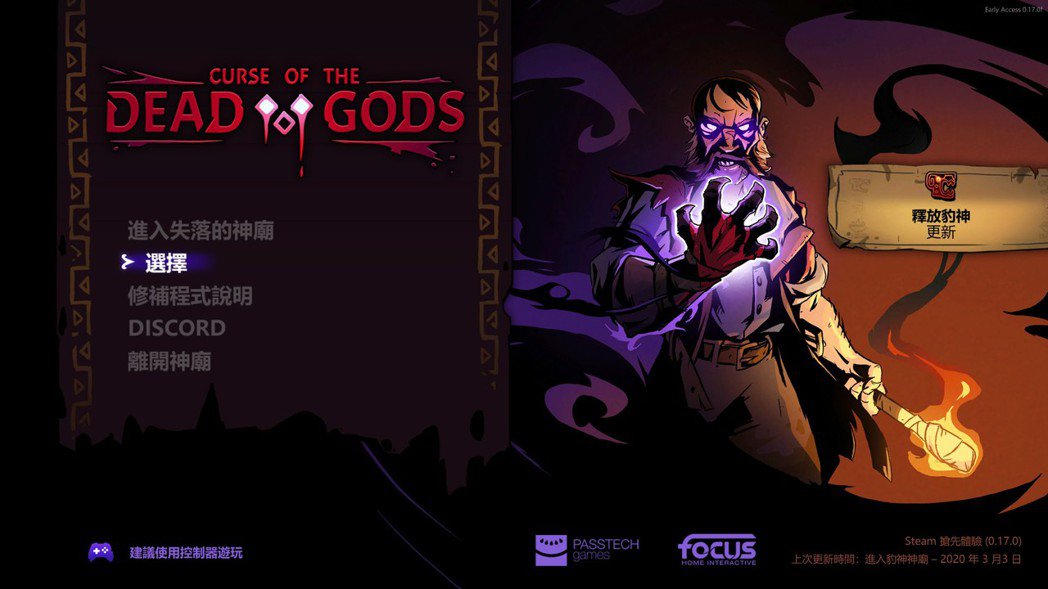 Early Access 0.17.0f
CURSE OF THE
DEAD GODS
進入失落的神廟
選擇
修補程式說明
DISCORD
離開神廟
釋放豹神
更新
建議使用控制器遊玩
PASSTECH
games
FOCUS
HOME INTERACTIVE
Steam 搶先體驗 (0.17.0)
上次更新時間：進入豹神神廟 – 2020 年 3 月3 日